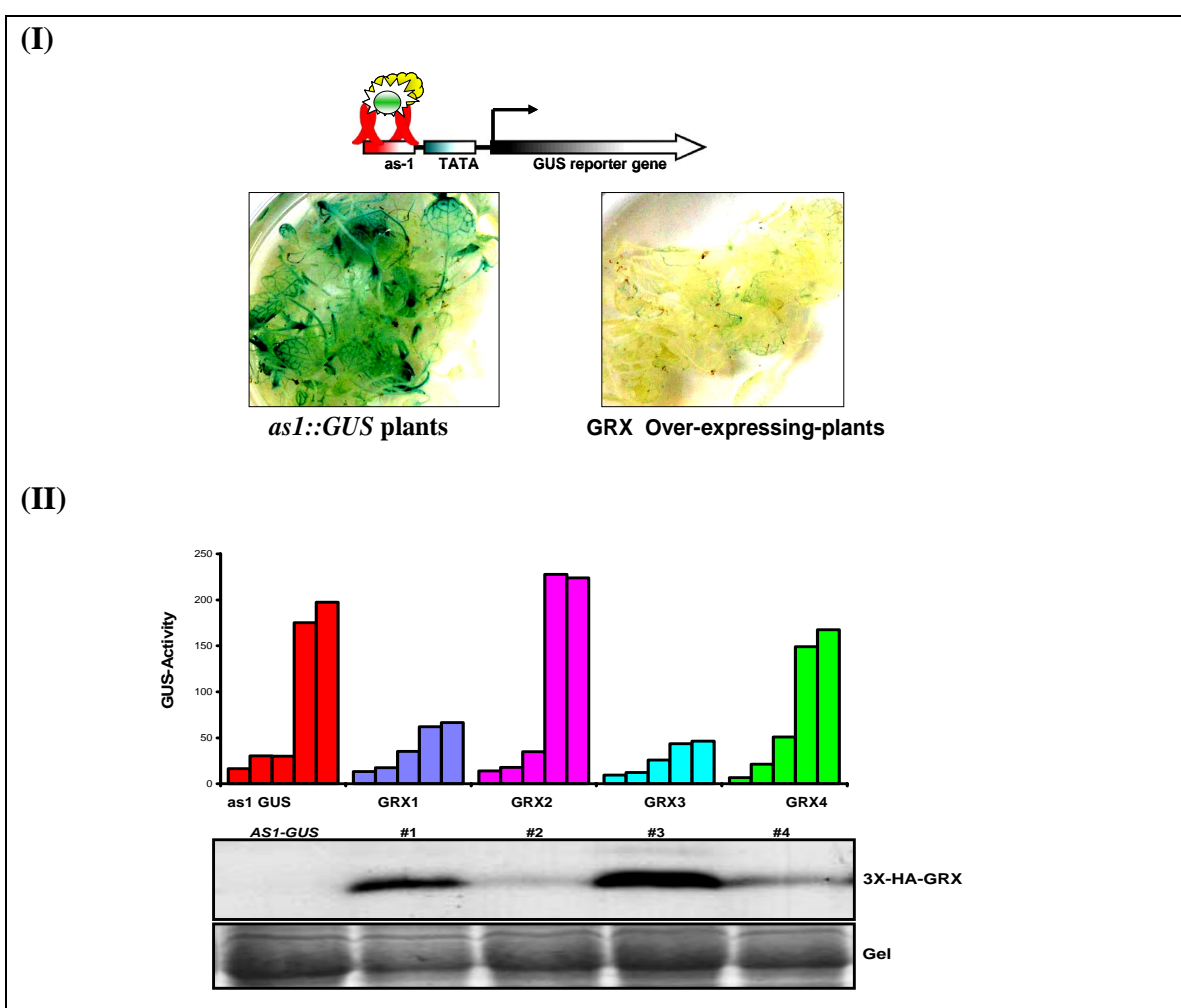 (I)
as-1 TATA GUS reporter gene
as1::GUS plants GRX Over-expressing-plants
(II)
GUS-Activity
250
200
150
100
50
0
as1 GUS GRX1 GRX2 GRX3 GRX4
AS1-GUS #1 #2 #3 #4
3X-HA-GRX
Gel